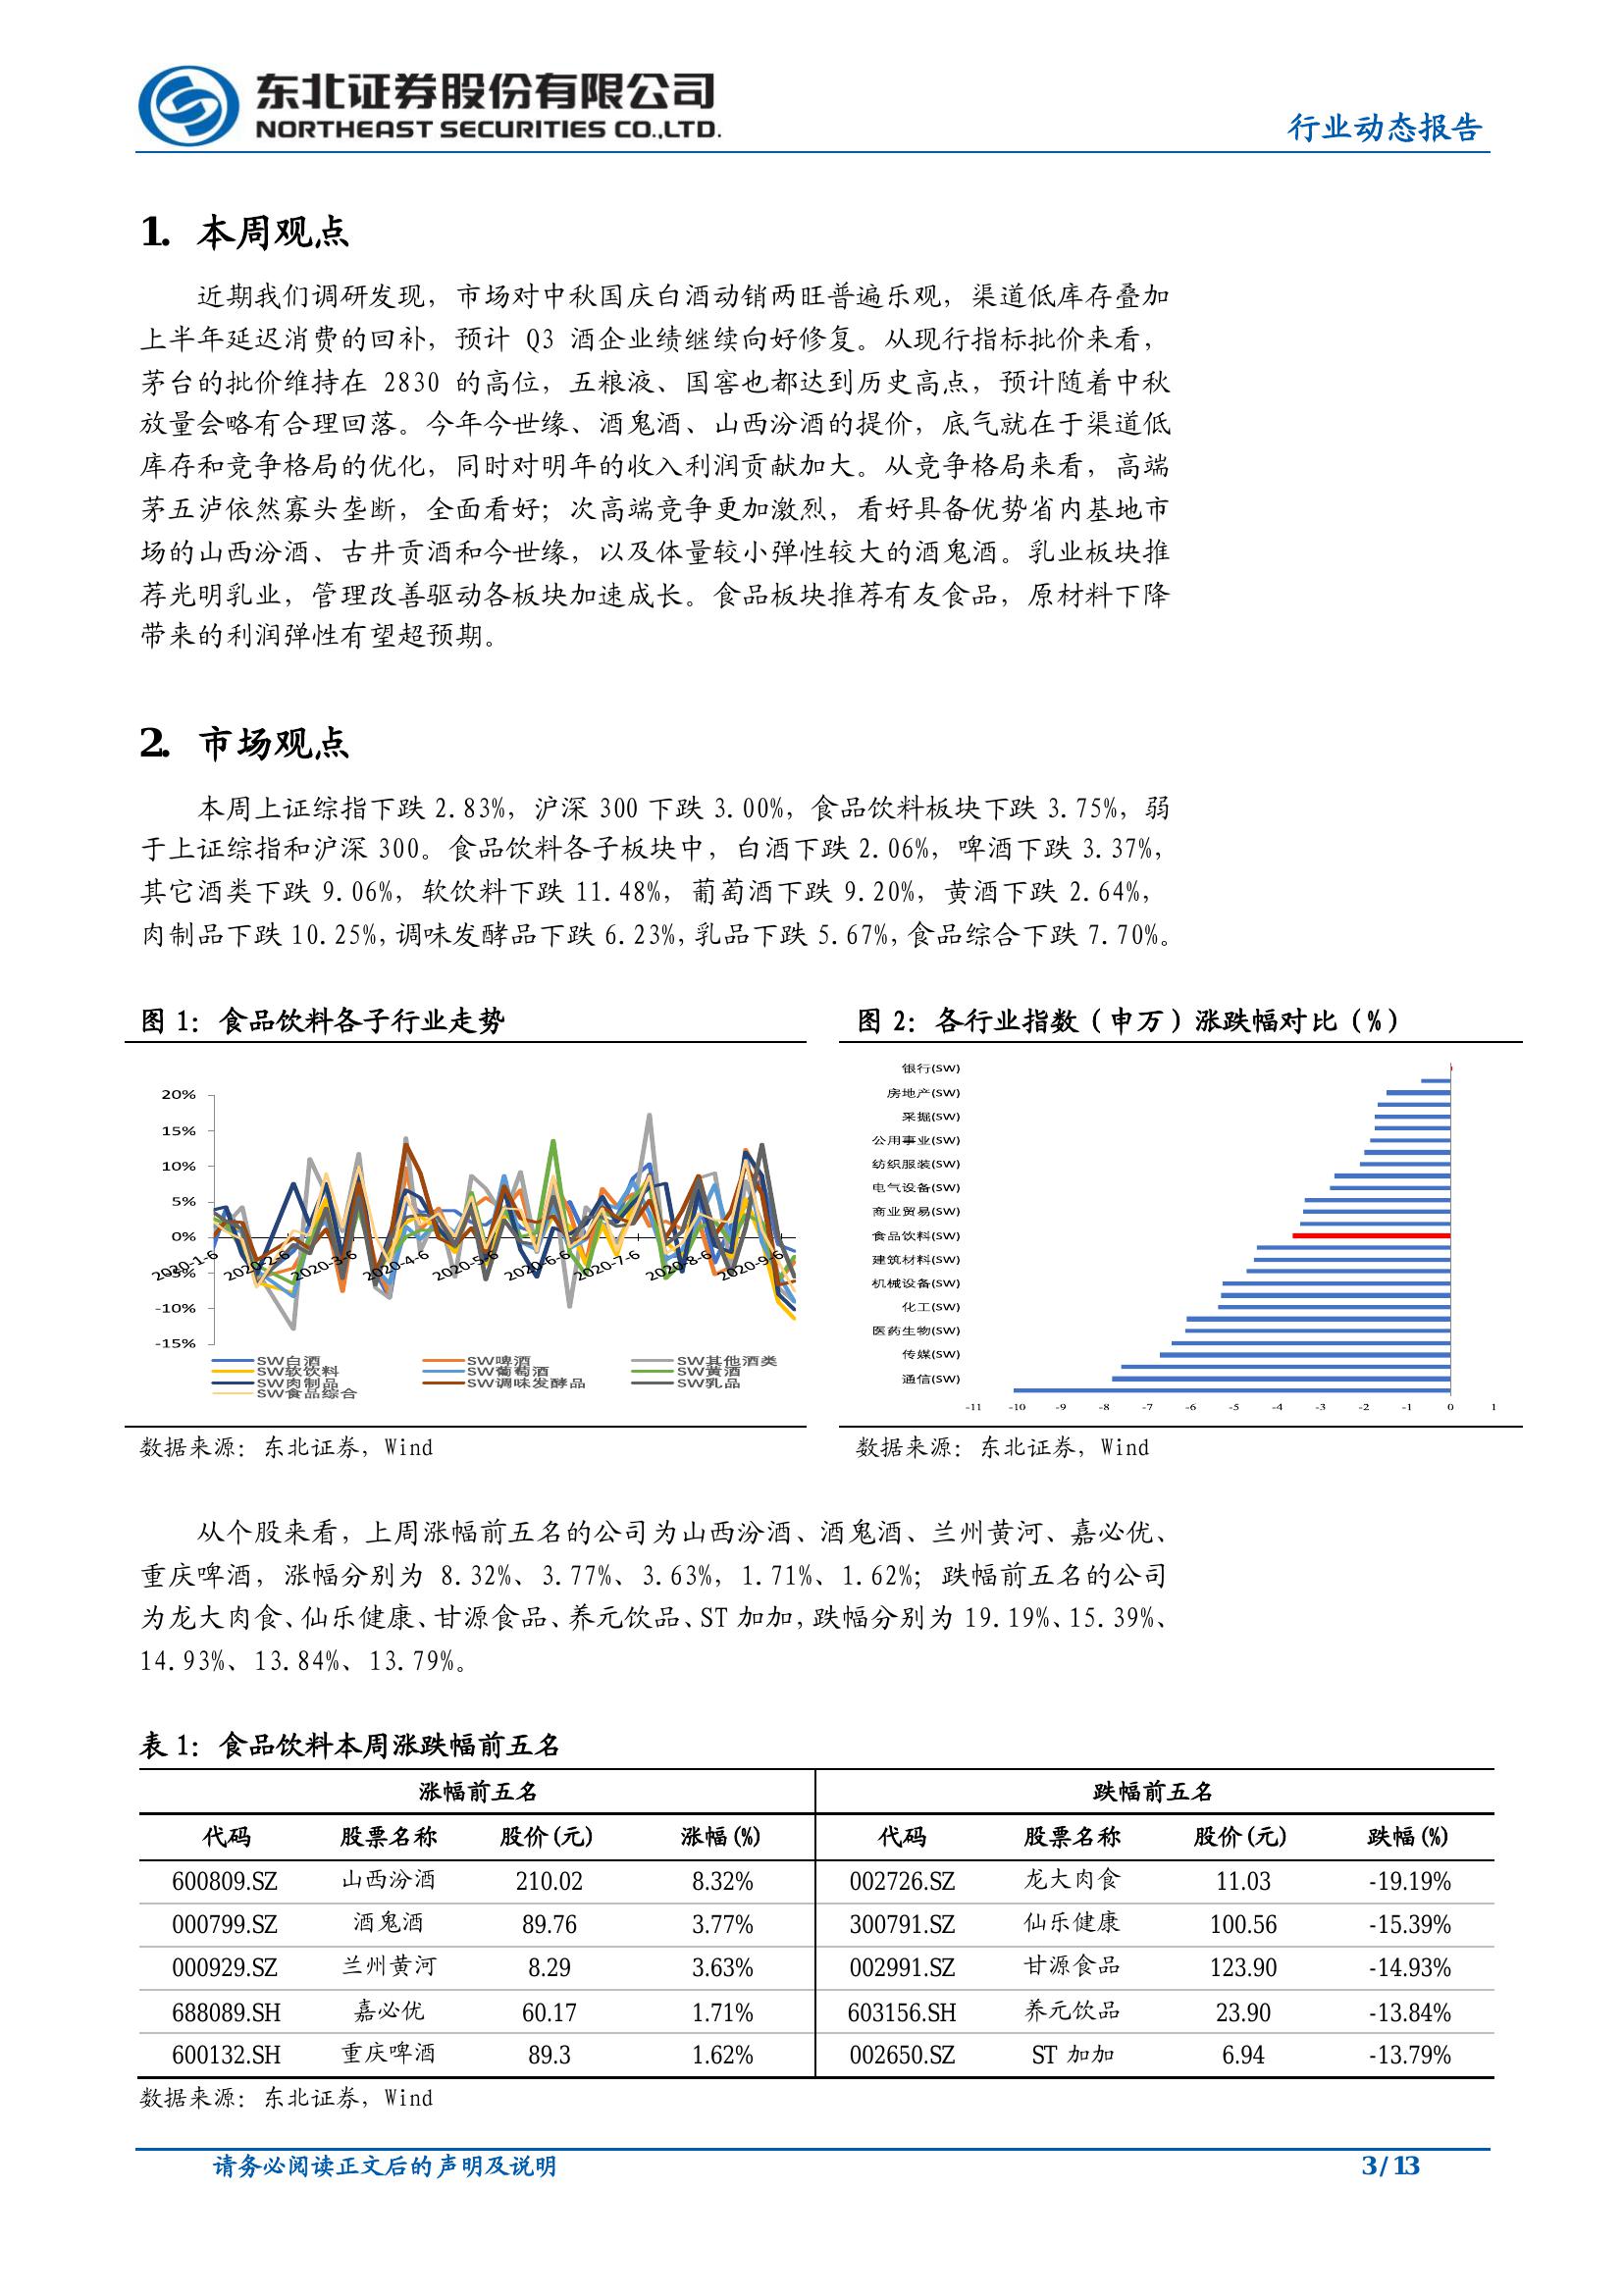 东北证券股份有限公司
NORTHEAST SECURITIES CO.,LTD.
行业动态报告
1. 本周观点
近期我们调研发现，市场对中秋国庆白酒动销两旺普遍乐观，渠道低库存叠加
上半年延迟消费的回补，预计 Q3 酒企业绩继续向好修复。从现行指标批价来看，
茅台的批价维持在 2830 的高位，五粮液、国窖也都达到历史高点，预计随着中秋
放量会略有合理回落。今年今世缘、酒鬼酒、山西汾酒的提价，底气就在于渠道低
库存和竞争格局的优化，同时对明年的收入利润贡献加大。从竞争格局来看，高端
茅五泸依然寡头垄断，全面看好；次高端竞争更加激烈，看好具备优势省内基地市
场的山西汾酒、古井贡酒和今世缘，以及体量较小弹性较大的酒鬼酒。乳业板块推
荐光明乳业，管理改善驱动各板块加速成长。食品板块推荐有友食品，原材料下降
带来的利润弹性有望超预期。
2. 市场观点
本周上证综指下跌 2.83%，沪深 300 下跌 3.00%，食品饮料板块下跌 3.75%，弱
于上证综指和沪深 300。食品饮料各子板块中，白酒下跌 2.06%，啤酒下跌 3.37%，
其它酒类下跌 9.06%，软饮料下跌 11.48%，葡萄酒下跌 9.20%，黄酒下跌 2.64%，
肉制品下跌 10.25%，调味发酵品下跌 6.23%，乳品下跌 5.67%，食品综合下跌 7.70%。
图 1：食品饮料各子行业走势
20%
15%
10%
5%
0%
-5%
-10%
-15%
2020-1-6 2020-2-6 2020-3-6 2020-4-6 2020-5-6 2020-6-6 2020-7-6 2020-8-6 2020-9-6
SW白酒 SW啤酒 SW其他酒类
SW软饮料 SW葡萄酒 SW黄酒
SW肉制品 SW调味发酵品 SW乳品
SW食品综合
数据来源：东北证券，Wind
图 2：各行业指数（申万）涨跌幅对比（%）
银行(SW)
房地产(SW)
采掘(SW)
公用事业(SW)
纺织服装(SW)
电气设备(SW)
商业贸易(SW)
食品饮料(SW)
建筑材料(SW)
机械设备(SW)
化工(SW)
医药生物(SW)
传媒(SW)
通信(SW)
-11 -10 -9 -8 -7 -6 -5 -4 -3 -2 -1 0 1
数据来源：东北证券，Wind
从个股来看，上周涨幅前五名的公司为山西汾酒、酒鬼酒、兰州黄河、嘉必优、
重庆啤酒，涨幅分别为 8.32%、3.77%、3.63%，1.71%、1.62%；跌幅前五名的公司
为龙大肉食、仙乐健康、甘源食品、养元饮品、ST 加加，跌幅分别为 19.19%、15.39%、
14.93%、13.84%、13.79%。
表 1：食品饮料本周涨跌幅前五名
涨幅前五名 跌幅前五名
代码 股票名称 股价(元) 涨幅(%) 代码 股票名称 股价(元) 跌幅(%)
600809.SZ 山西汾酒 210.02 8.32% 002726.SZ 龙大肉食 11.03 -19.19%
000799.SZ 酒鬼酒 89.76 3.77% 300791.SZ 仙乐健康 100.56 -15.39%
000929.SZ 兰州黄河 8.29 3.63% 002991.SZ 甘源食品 123.90 -14.93%
688089.SH 嘉必优 60.17 1.71% 603156.SH 养元饮品 23.90 -13.84%
600132.SH 重庆啤酒 89.3 1.62% 002650.SZ ST 加加 6.94 -13.79%
数据来源：东北证券，Wind
请务必阅读正文后的声明及说明
3 / 13